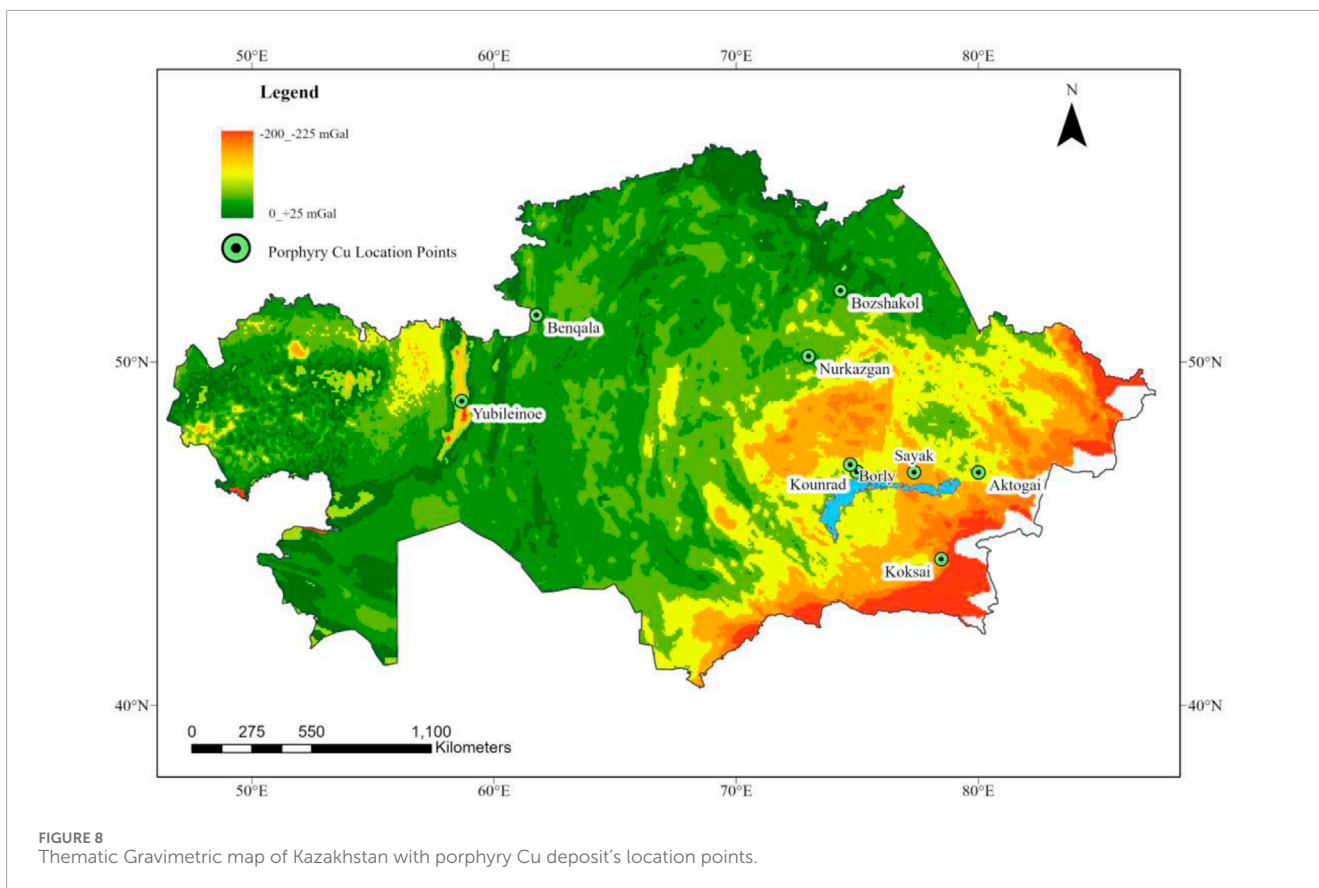 50°E 60°E 70°E 80°E
Legend
-200_-225 mGal
0_+25 mGal
Porphyry Cu Location Points
N
Bozshakol
Benqala
50°N 50°N
Nurkazgan
Yubileinoe
Sayak
Kounrad Borly Aktogai
Koksai
40°N 40°N
0 275 550 1,100
Kilometers
50°E 60°E 70°E 80°E
FIGURE 8
Thematic Gravimetric map of Kazakhstan with porphyry Cu deposit's location points.